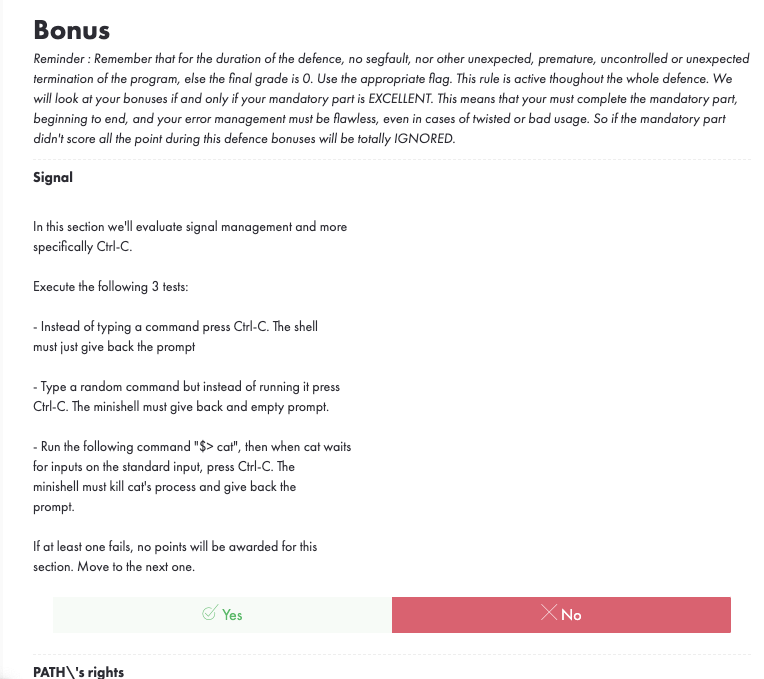 Bonus
Reminder : Remember that for the duration of the defence, no segfault, nor other unexpected, premature, uncontrolled or unexpected
termination of the program, else the final grade is 0. Use the appropriate flag. This rule is active thoughout the whole defence. We
will look at your bonuses if and only if your mandatory part is EXCELLENT. This means that your must complete the mandatory part,
beginning to end, and your error management must be flawless, even in cases of twisted or bad usage. So if the mandatory part
didn't score all the point during this defence bonuses will be totally IGNORED.
Signal
In this section we'll evaluate signal management and more
specifically Ctrl-C.
Execute the following 3 tests:
- Instead of typing a command press Ctrl-C. The shell
must just give back the prompt
- Type a random command but instead of running it press
Ctrl-C. The minishell must give back and empty prompt.
- Run the following command "$> cat", then when cat waits
for inputs on the standard input, press Ctrl-C. The
minishell must kill cat's process and give back the
prompt.
If at least one fails, no points will be awarded for this
section. Move to the next one.
Yes
No
PATH\'s rights